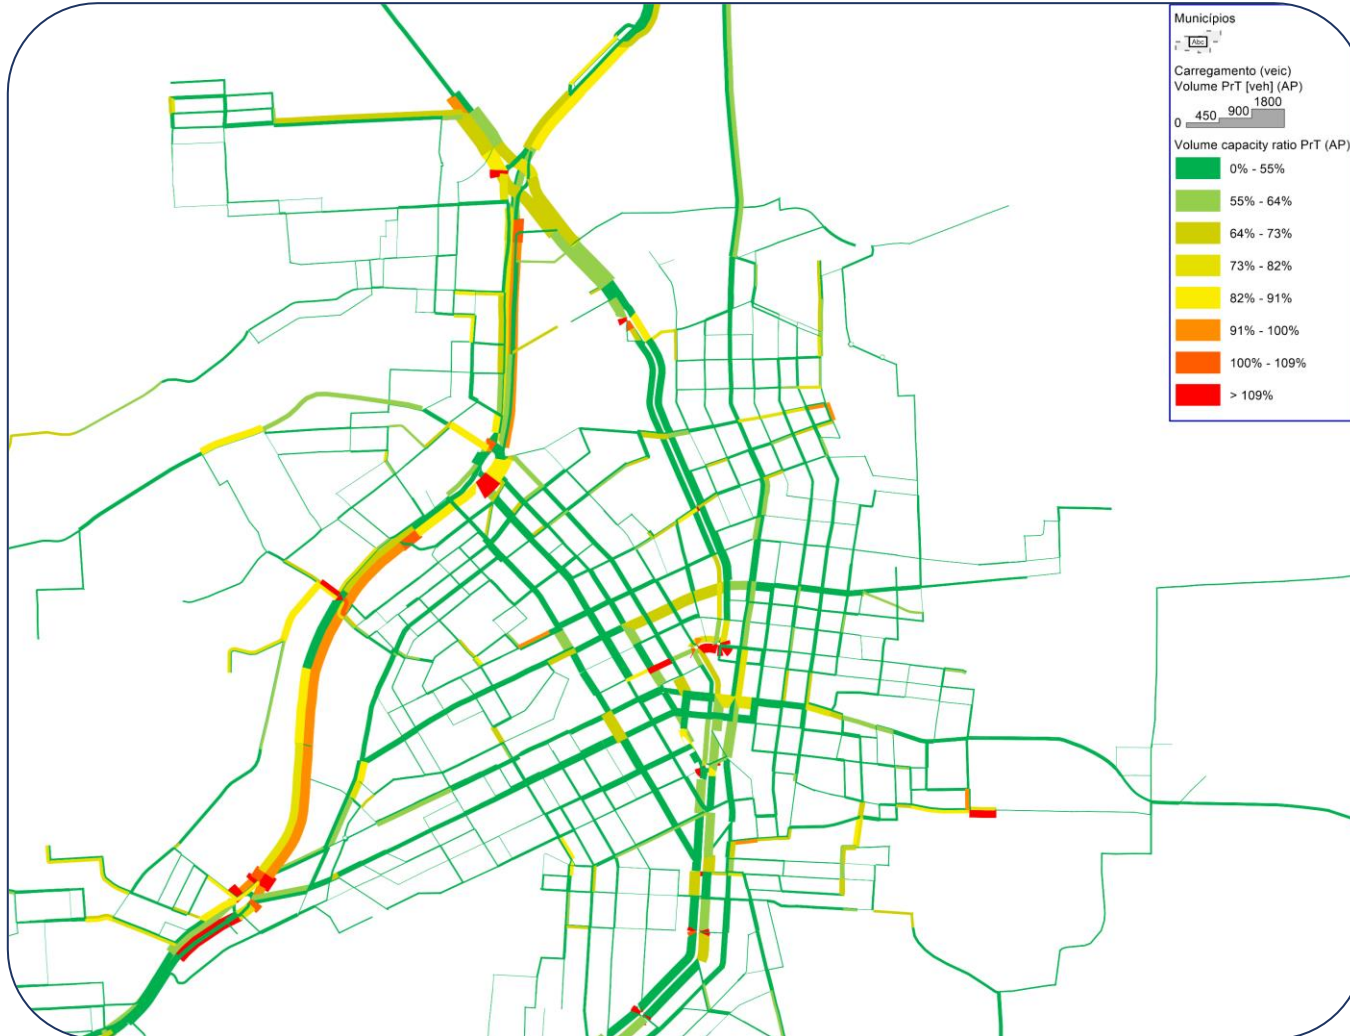 Municípios
Abc
Carregamento (veic)
Volume PrT [veh] (AP)
0 450 900 1800
Volume capacity ratio PrT (AP)
0% - 55%
55% - 64%
64% - 73%
73% - 82%
82% - 91%
91% - 100%
100% - 109%
> 109%